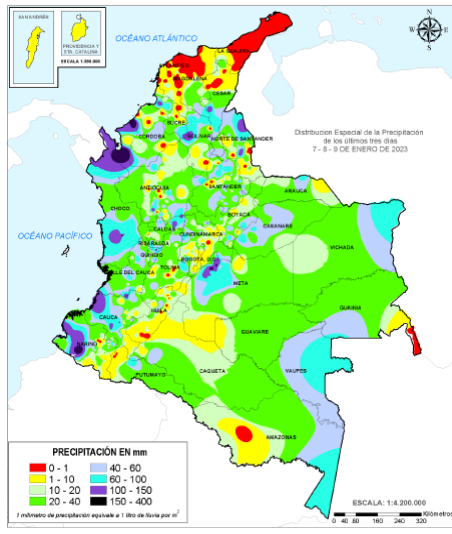 SAN ANDRÉS
PROVIDENCIA Y
STA. CATALINA
ESCALA 1:300.000
OCÉANO ATLÁNTICO
N
W
E
S
LA GUAJIRA
ATLÁNTICO
MAGDALENA
CESAR
SUCRE
CÓRDOBA
BOLÍVAR
NORTE DE SANTANDER
Distribucion Espacial de la Precipitación
de los últimos tres días
7 - 8 - 9 DE ENERO DE 2023
ANTIOQUIA
SANTANDER
ARAUCA
CHOCO
BOYACA
CASANARE
OCÉANO PACÍFICO
CALDAS
CUNDINAMARCA
RISARALDA
QUINDIO
BOGOTA, D.C.
VICHADA
VALLE DEL CAUCA
TOLIMA
META
GUAINIA
CAUCA
HUILA
GUAVIARE
NARIÑO
CAQUETA
VAUPES
PUTUMAYO
AMAZONAS
PRECIPITACIÓN EN mm
0 - 1
40 - 60
1 - 10
60 - 100
10 - 20
100 - 150
20 - 40
150 - 400
1 milimetro de precipitación equivale a 1 litro de lluvia por m²
ESCALA: 1:4.200.000
0 40 80 160 240 320
Kilómetros